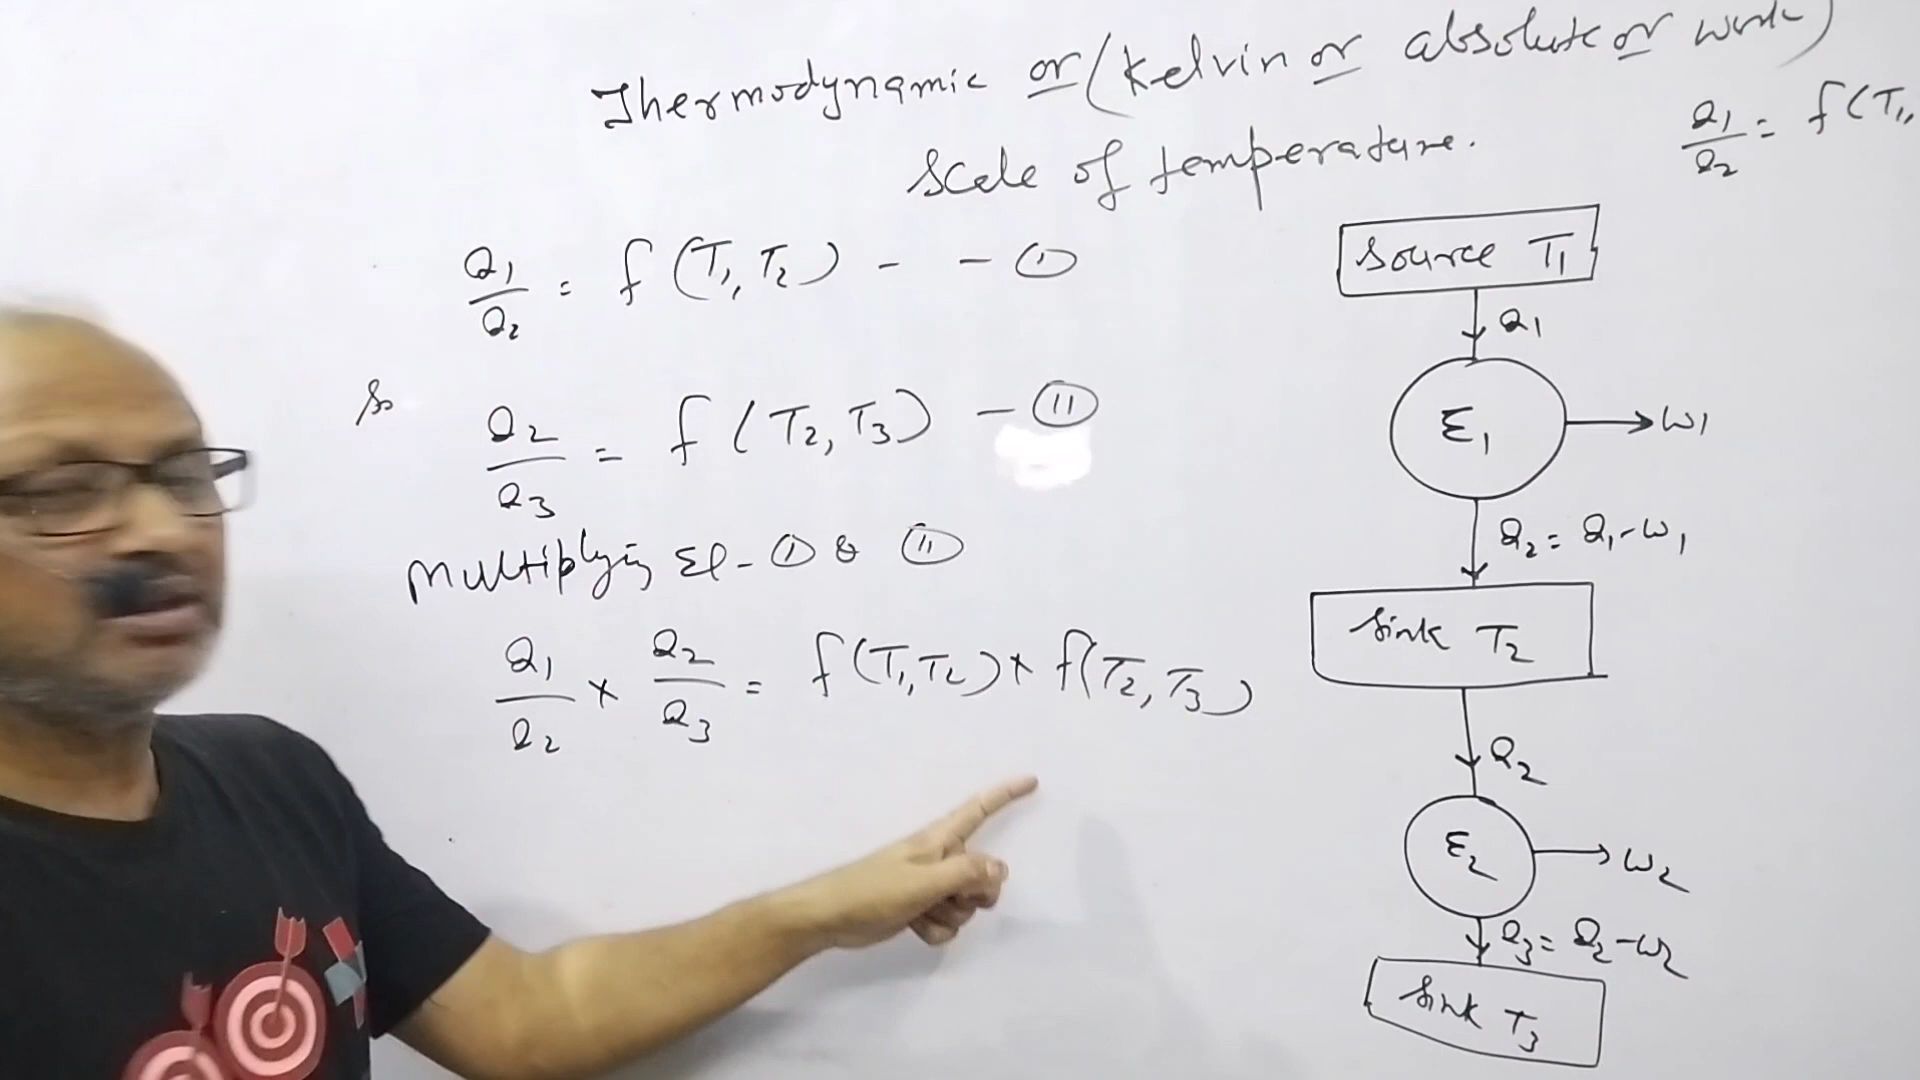 Thermodynamic or (Kelvin or absolute or work)
Scale of temperature.
Q1/Q2 = f(T1,
Q1/Q2 = f(T1, T2) - - (I)
So Q2/Q3 = f(T2, T3) - (II)
Multiplying Eq - (I) & (II)
Q1/Q2 × Q2/Q3 = f(T1, T2) × f(T2, T3)
Source T1
Q1
E1
W1
Q2 = Q1 - W1
Sink T2
Q2
E2
W2
Q3 = Q2 - W2
Sink T3